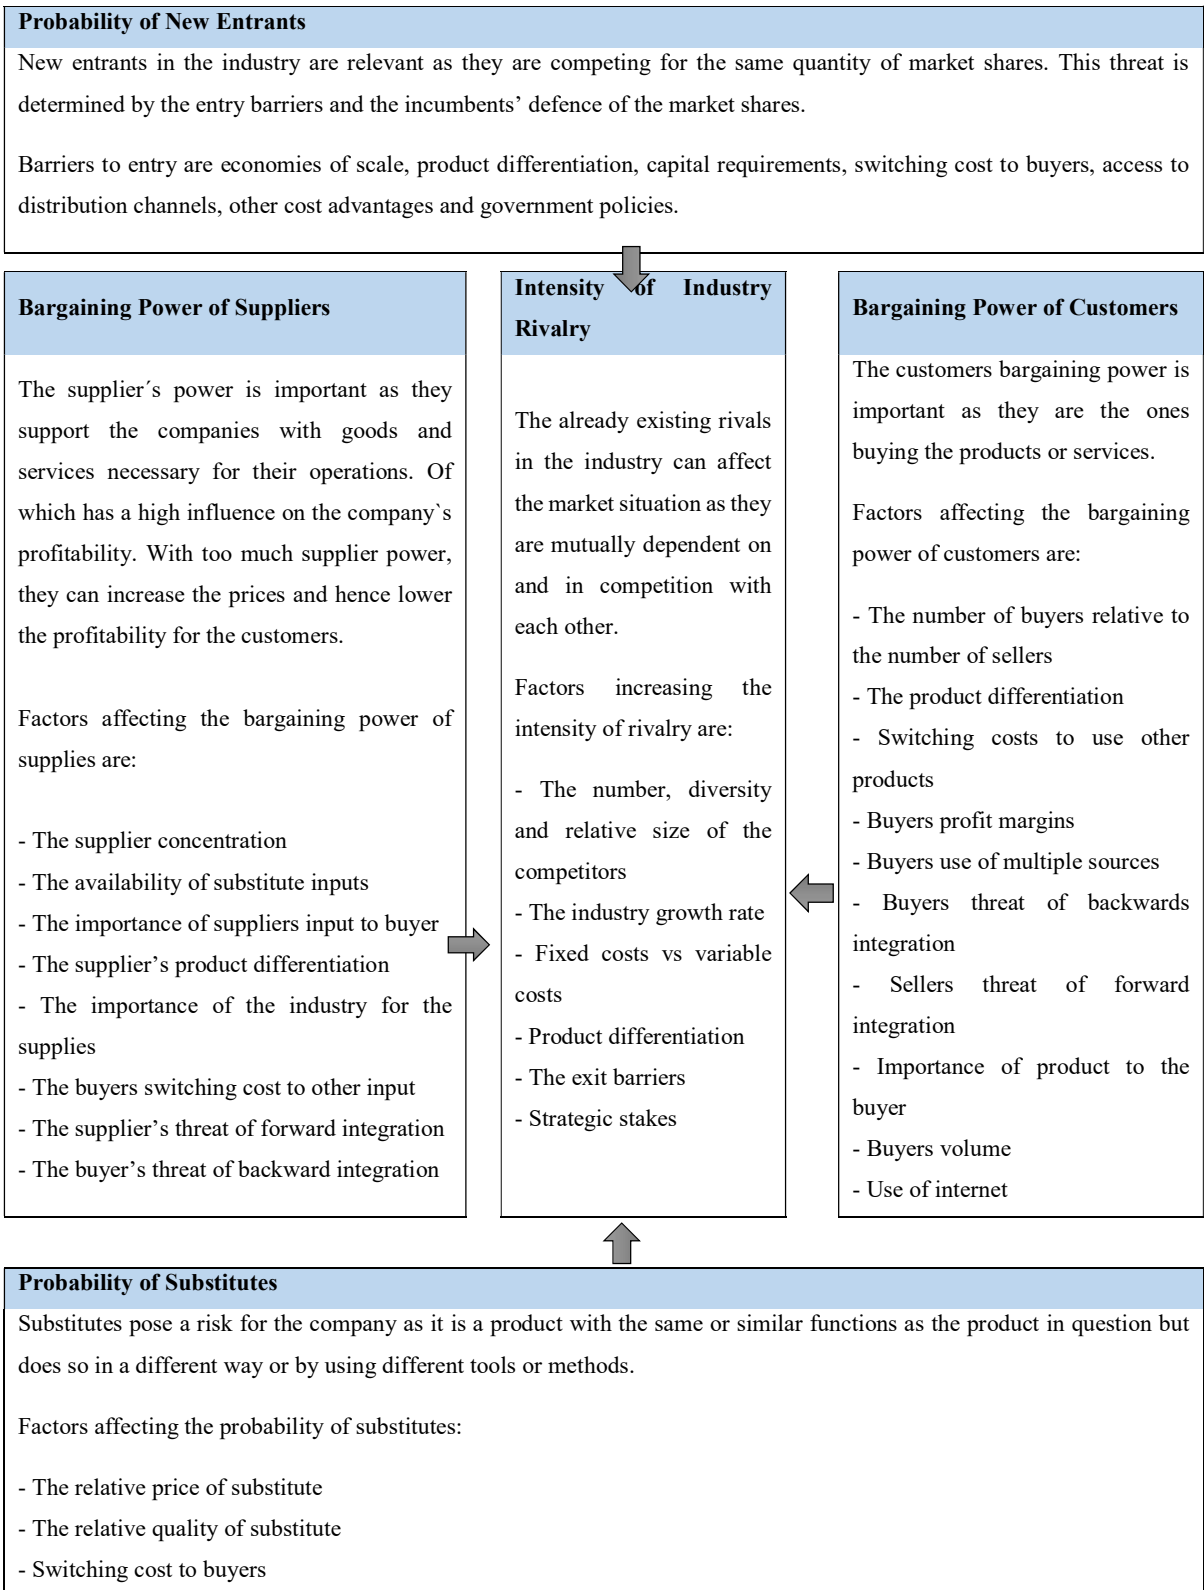 Probability of New Entrants
New entrants in the industry are relevant as they are competing for the same quantity of market shares. This threat is
determined by the entry barriers and the incumbents’ defence of the market shares.
Barriers to entry are economies of scale, product differentiation, capital requirements, switching cost to buyers, access to
distribution channels, other cost advantages and government policies.
Bargaining Power of Suppliers
The supplier´s power is important as they
support the companies with goods and
services necessary for their operations. Of
which has a high influence on the company`s
profitability. With too much supplier power,
they can increase the prices and hence lower
the profitability for the customers.
Factors affecting the bargaining power of
supplies are:
- The supplier concentration
- The availability of substitute inputs
- The importance of suppliers input to buyer
- The supplier’s product differentiation
- The importance of the industry for the
supplies
- The buyers switching cost to other input
- The supplier’s threat of forward integration
- The buyer’s threat of backward integration
Intensity of Industry
Rivalry
The already existing rivals
in the industry can affect
the market situation as they
are mutually dependent on
and in competition with
each other.
Factors increasing the
intensity of rivalry are:
- The number, diversity
and relative size of the
competitors
- The industry growth rate
- Fixed costs vs variable
costs
- Product differentiation
- The exit barriers
- Strategic stakes
Bargaining Power of Customers
The customers bargaining power is
important as they are the ones
buying the products or services.
Factors affecting the bargaining
power of customers are:
- The number of buyers relative to
the number of sellers
- The product differentiation
- Switching costs to use other
products
- Buyers profit margins
- Buyers use of multiple sources
- Buyers threat of backwards
integration
- Sellers threat of forward
integration
- Importance of product to the
buyer
- Buyers volume
- Use of internet
Probability of Substitutes
Substitutes pose a risk for the company as it is a product with the same or similar functions as the product in question but
does so in a different way or by using different tools or methods.
Factors affecting the probability of substitutes:
- The relative price of substitute
- The relative quality of substitute
- Switching cost to buyers